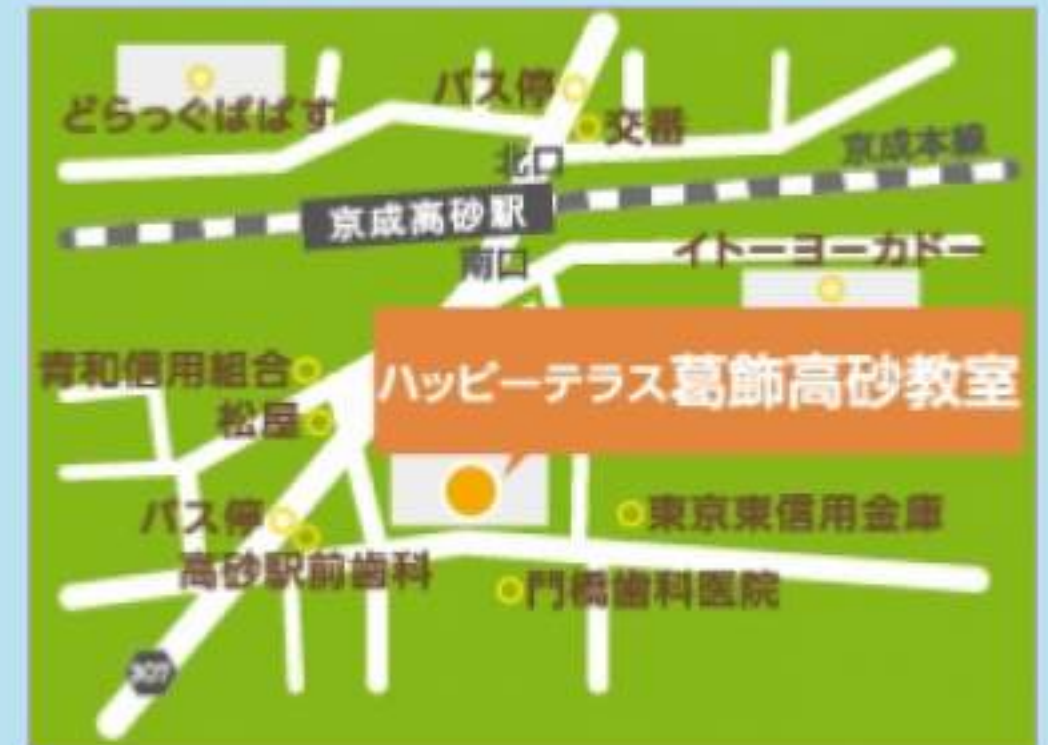 バス停
どらっぐぱぱす
交番
北口
京成本線
京成高砂駅
南口
イトーヨーカドー
青和信用組合
ハッピーテラス葛飾高砂教室
松屋
バス停
東京東信用金庫
高砂駅前歯科
門橋歯科医院
307